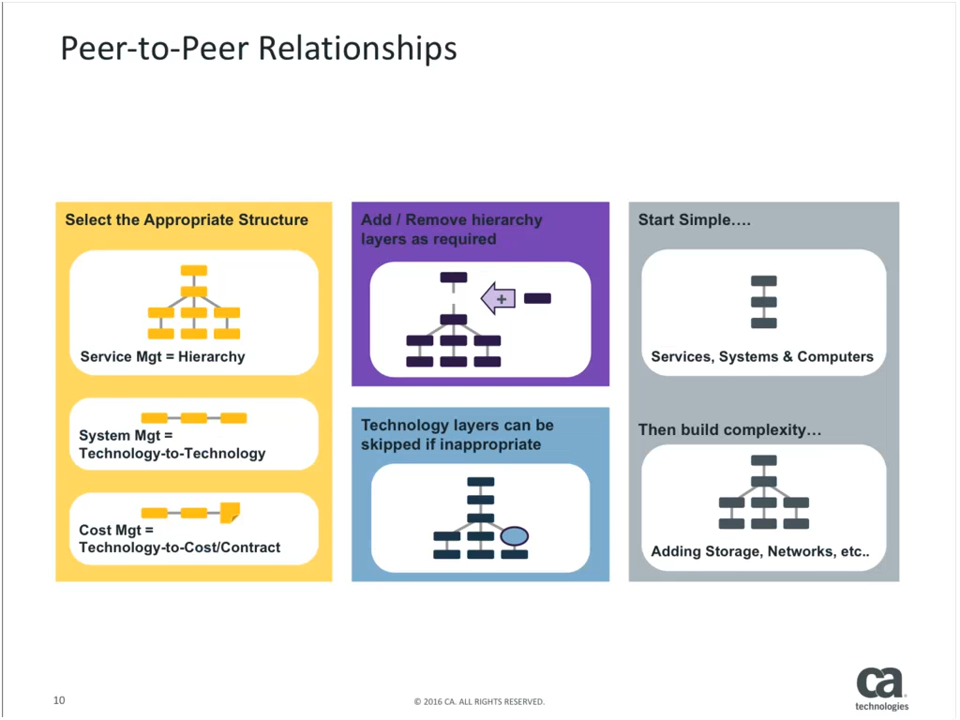 Peer-to-Peer Relationships
Select the Appropriate Structure
Service Mgt = Hierarchy
System Mgt =
Technology-to-Technology
Cost Mgt =
Technology-to-Cost/Contract
Add / Remove hierarchy
layers as required
+
Technology layers can be
skipped if inappropriate
Start Simple....
Services, Systems & Computers
Then build complexity...
Adding Storage, Networks, etc..
10
© 2016 CA. ALL RIGHTS RESERVED.
ca
technologies